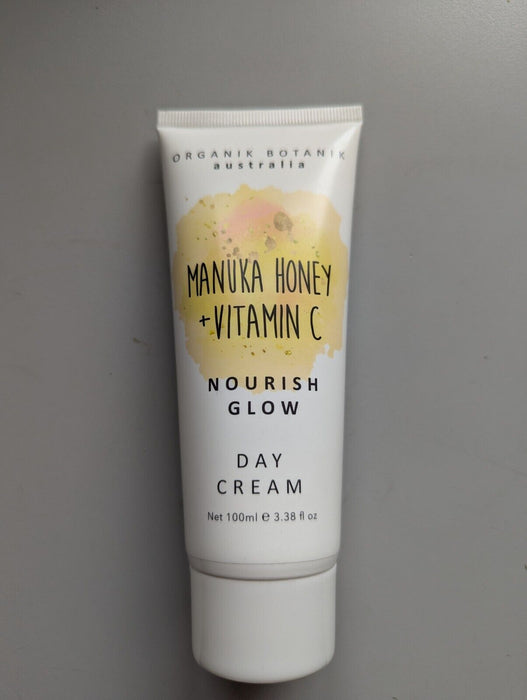 ORGANIK BOTANIK
australia
MANUKA HONEY
+VITAMIN C
NOURISH
GLOW
DAY
CREAM
Net 100ml e 3.38 fl oz